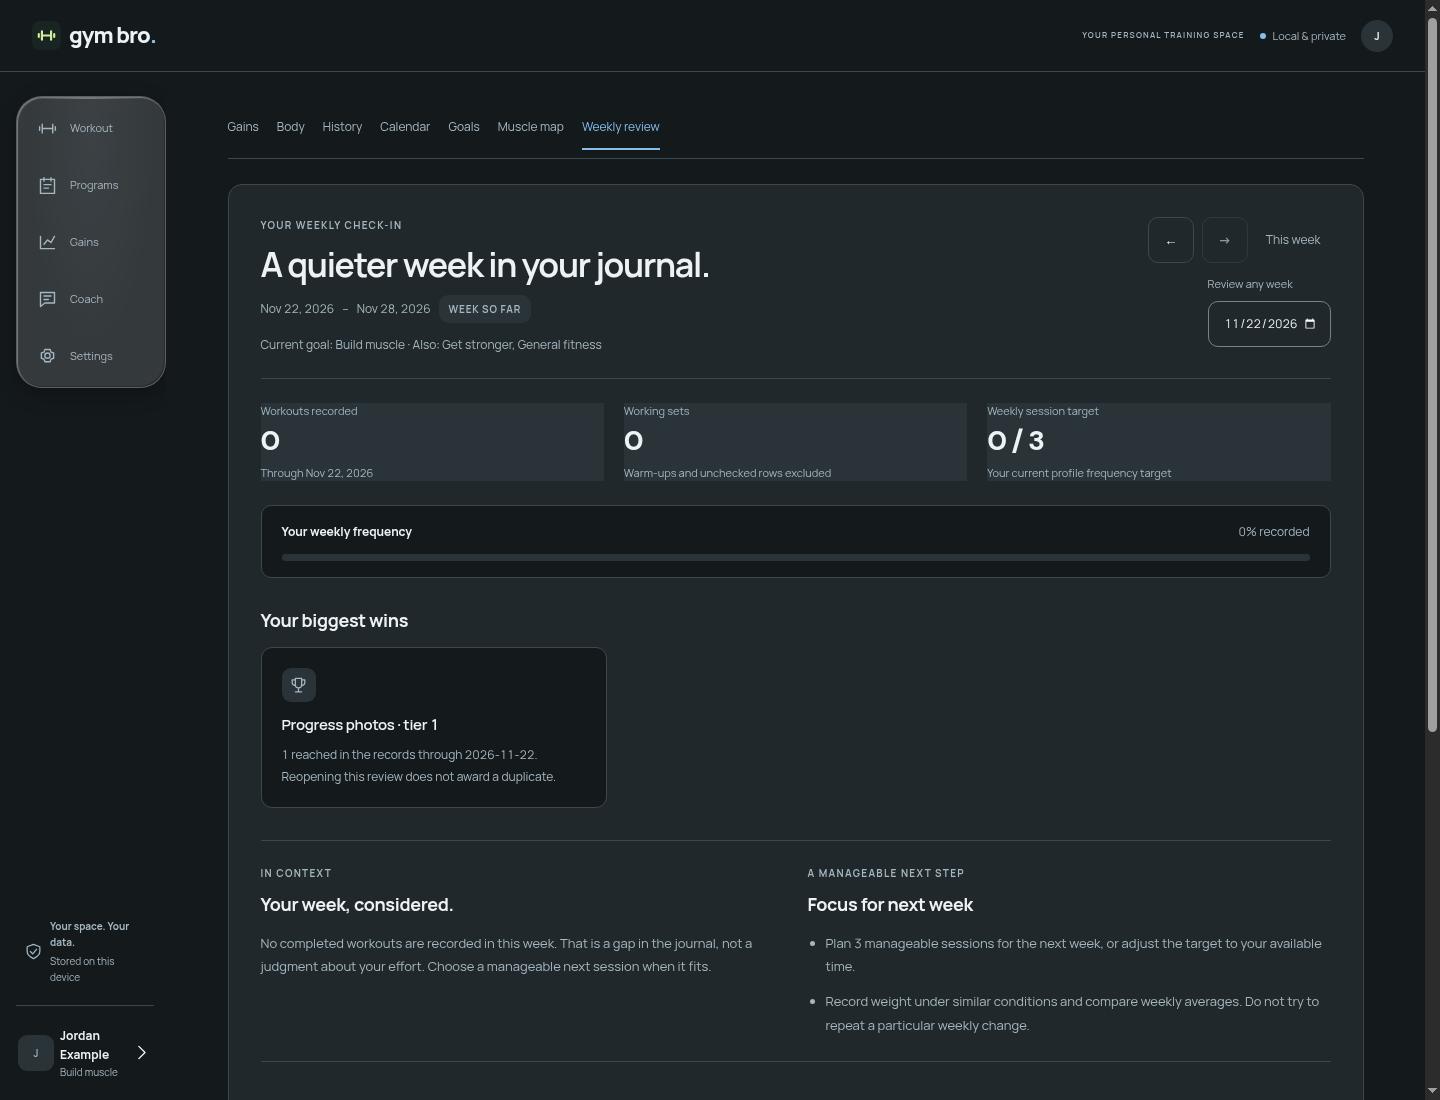 gym bro.
YOUR PERSONAL TRAINING SPACE
Local & private
J
Workout
Programs
Gains
Coach
Settings
Gains Body History Calendar Goals Muscle map Weekly review
YOUR WEEKLY CHECK-IN
A quieter week in your journal.
Nov 22, 2026 – Nov 28, 2026 WEEK SO FAR
Current goal: Build muscle · Also: Get stronger, General fitness
← → This week
Review any week
11/22/2026
Workouts recorded
0
Through Nov 22, 2026
Working sets
0
Warm-ups and unchecked rows excluded
Weekly session target
0 / 3
Your current profile frequency target
Your weekly frequency
0% recorded
Your biggest wins
Progress photos · tier 1
1 reached in the records through 2026-11-22.
Reopening this review does not award a duplicate.
IN CONTEXT
Your week, considered.
No completed workouts are recorded in this week. That is a gap in the journal, not a
judgment about your effort. Choose a manageable next session when it fits.
A MANAGEABLE NEXT STEP
Focus for next week
• Plan 3 manageable sessions for the next week, or adjust the target to your available
time.
• Record weight under similar conditions and compare weekly averages. Do not try to
repeat a particular weekly change.
Your space. Your
data.
Stored on this
device
J
Jordan
Example
Build muscle